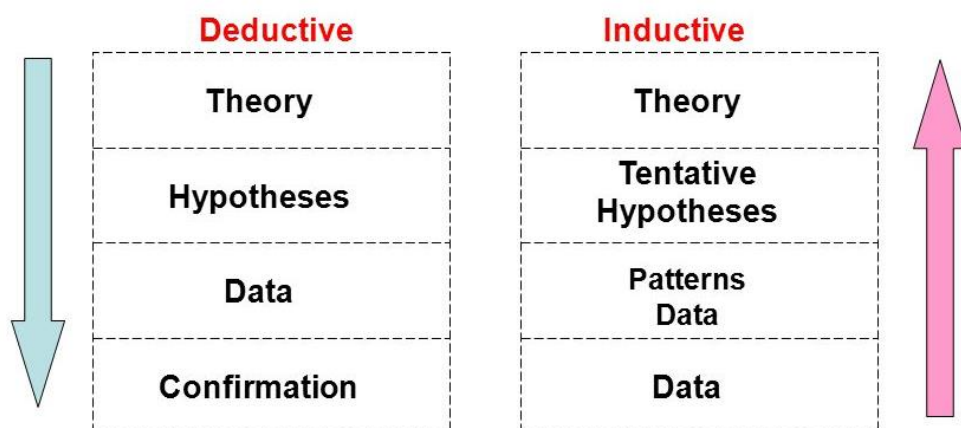 Deductive
Theory
Hypotheses
Data
Confirmation
Inductive
Theory
Tentative
Hypotheses
Patterns
Data
Data